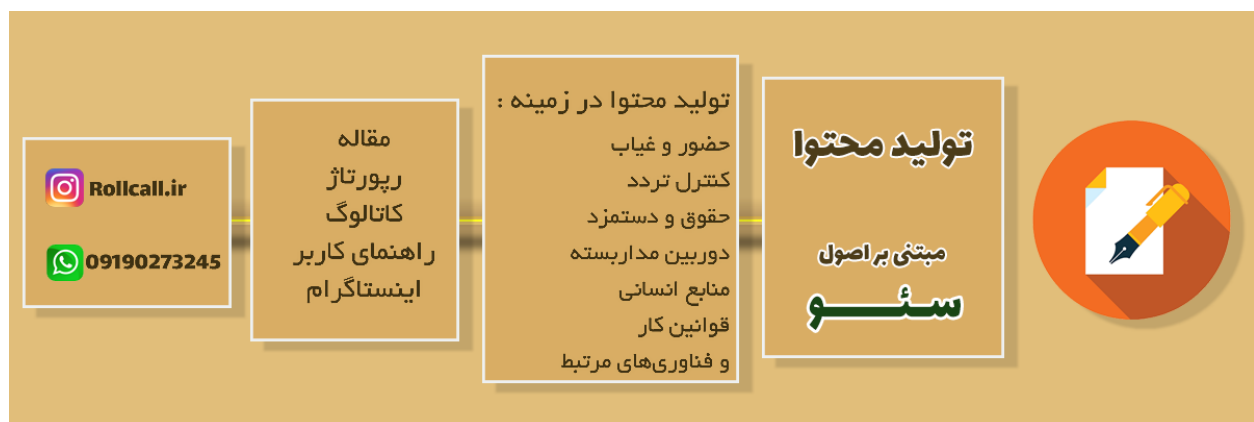 تولید محتوا
مبتنی بر اصول
سئو
تولید محتوا در زمینه :
حضور و غیاب
کنترل تردد
حقوق و دستمزد
دوربین مداربسته
منابع انسانی
قوانین کار
و فناوری‌های مرتبط
مقاله
رپورتاژ
کاتالوگ
راهنمای کاربر
اینستاگرام
Rollcall.ir
09190273245